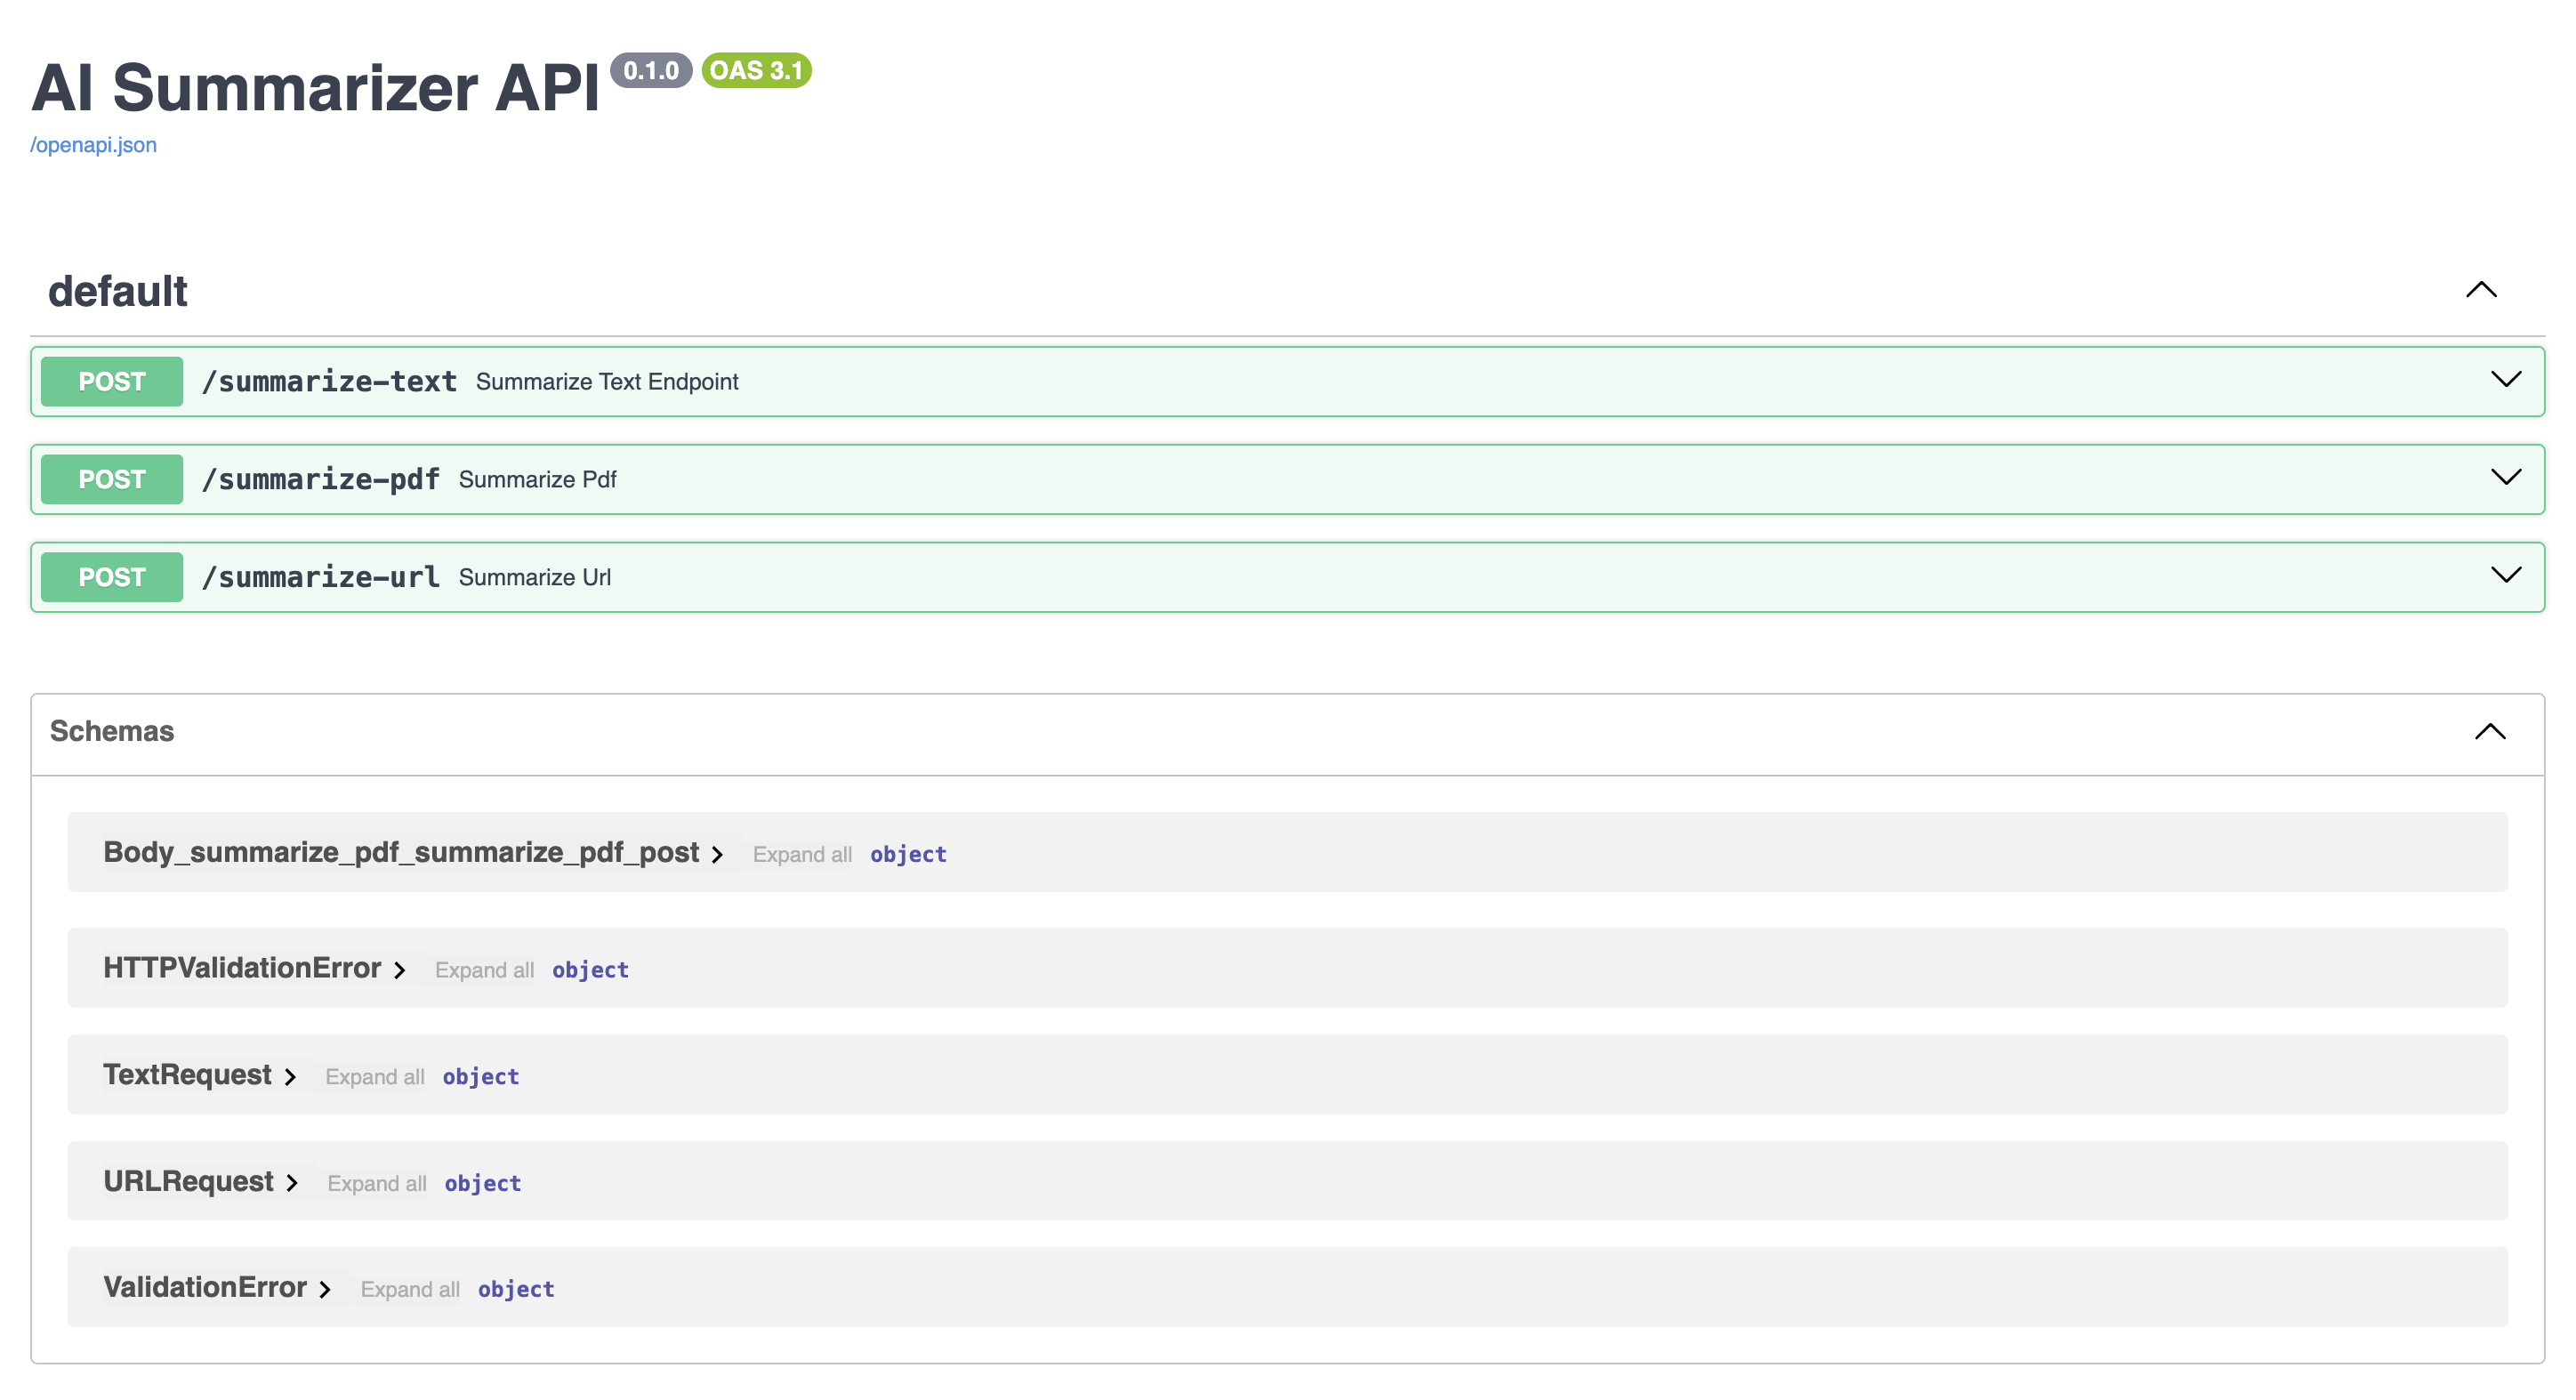 AI Summarizer API 0.1.0 OAS 3.1
/openapi.json
default
POST /summarize-text Summarize Text Endpoint
POST /summarize-pdf Summarize Pdf
POST /summarize-url Summarize Url
Schemas
Body_summarize_pdf_summarize_pdf_post Expand all object
HTTPValidationError Expand all object
TextRequest Expand all object
URLRequest Expand all object
ValidationError Expand all object